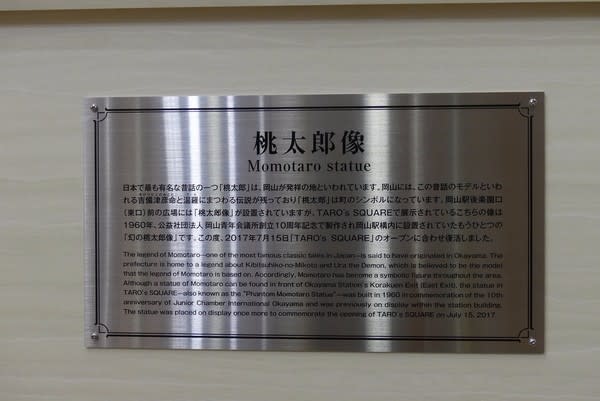 桃太郎像
Momotaro statue
日本で最も有名な昔話の一つ「桃太郎」は、岡山が発祥の地といわれています。岡山には、この昔話のモデルといわ
れる吉備津彦命と温羅にまつわる伝説が残っており「桃太郎」は町のシンボルになっています。岡山駅後楽園口
(東口)前の広場には「桃太郎像」が設置されていますが、TARO's SQUAREで展示されているこちらの像は
1960年、公益社団法人 岡山青年会議所創立10周年記念で製作され岡山駅構内に設置されていたもうひとつの
「幻の桃太郎像」です。この度、2017年7月15日「TARO's SQUARE」のオープンに合わせ復活しました。
The legend of Momotaro—one of the most famous classic tales in Japan—is said to have originated in Okayama. The
prefecture is home to a legend about Kibitsuhiko-no-Mikoto and Ura the Demon, which is believed to be the model
that the legend of Momotaro is based on. Accordingly, Momotaro has become a symbolic figure throughout the area.
Although a statue of Momotaro can be found in front of Okayama Station's Korakuen Exit (East Exit), the statue in
TARO's SQUARE—also known as the "Phantom Momotaro Statue"—was built in 1960 in commemoration of the 10th
anniversary of Junior Chamber International Okayama and was previously on display within the station building.
The statue was placed on display once more to commemorate the opening of TARO's SQUARE on July 15, 2017.